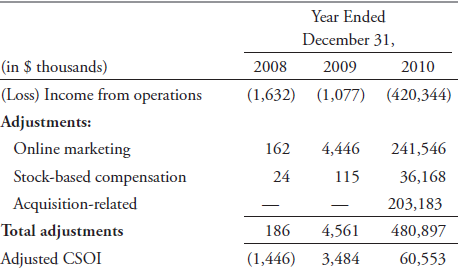 Year Ended
December 31,
(in $ thousands) 2008 2009 2010
(Loss) Income from operations (1,632) (1,077) (420,344)
Adjustments:
Online marketing 162 4,446 241,546
Stock-based compensation 24 115 36,168
Acquisition-related — — 203,183
Total adjustments 186 4,561 480,897
Adjusted CSOI (1,446) 3,484 60,553